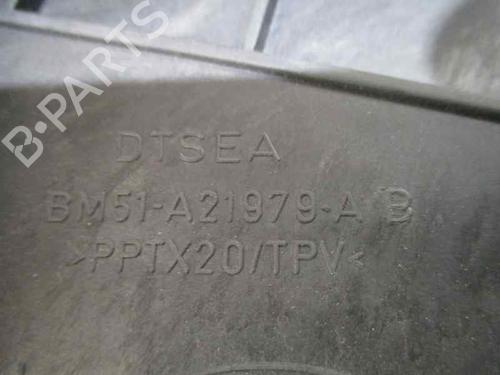 B-PARTS
DTSEA
BM51-A21979-A B
>PPTX20/TPV<